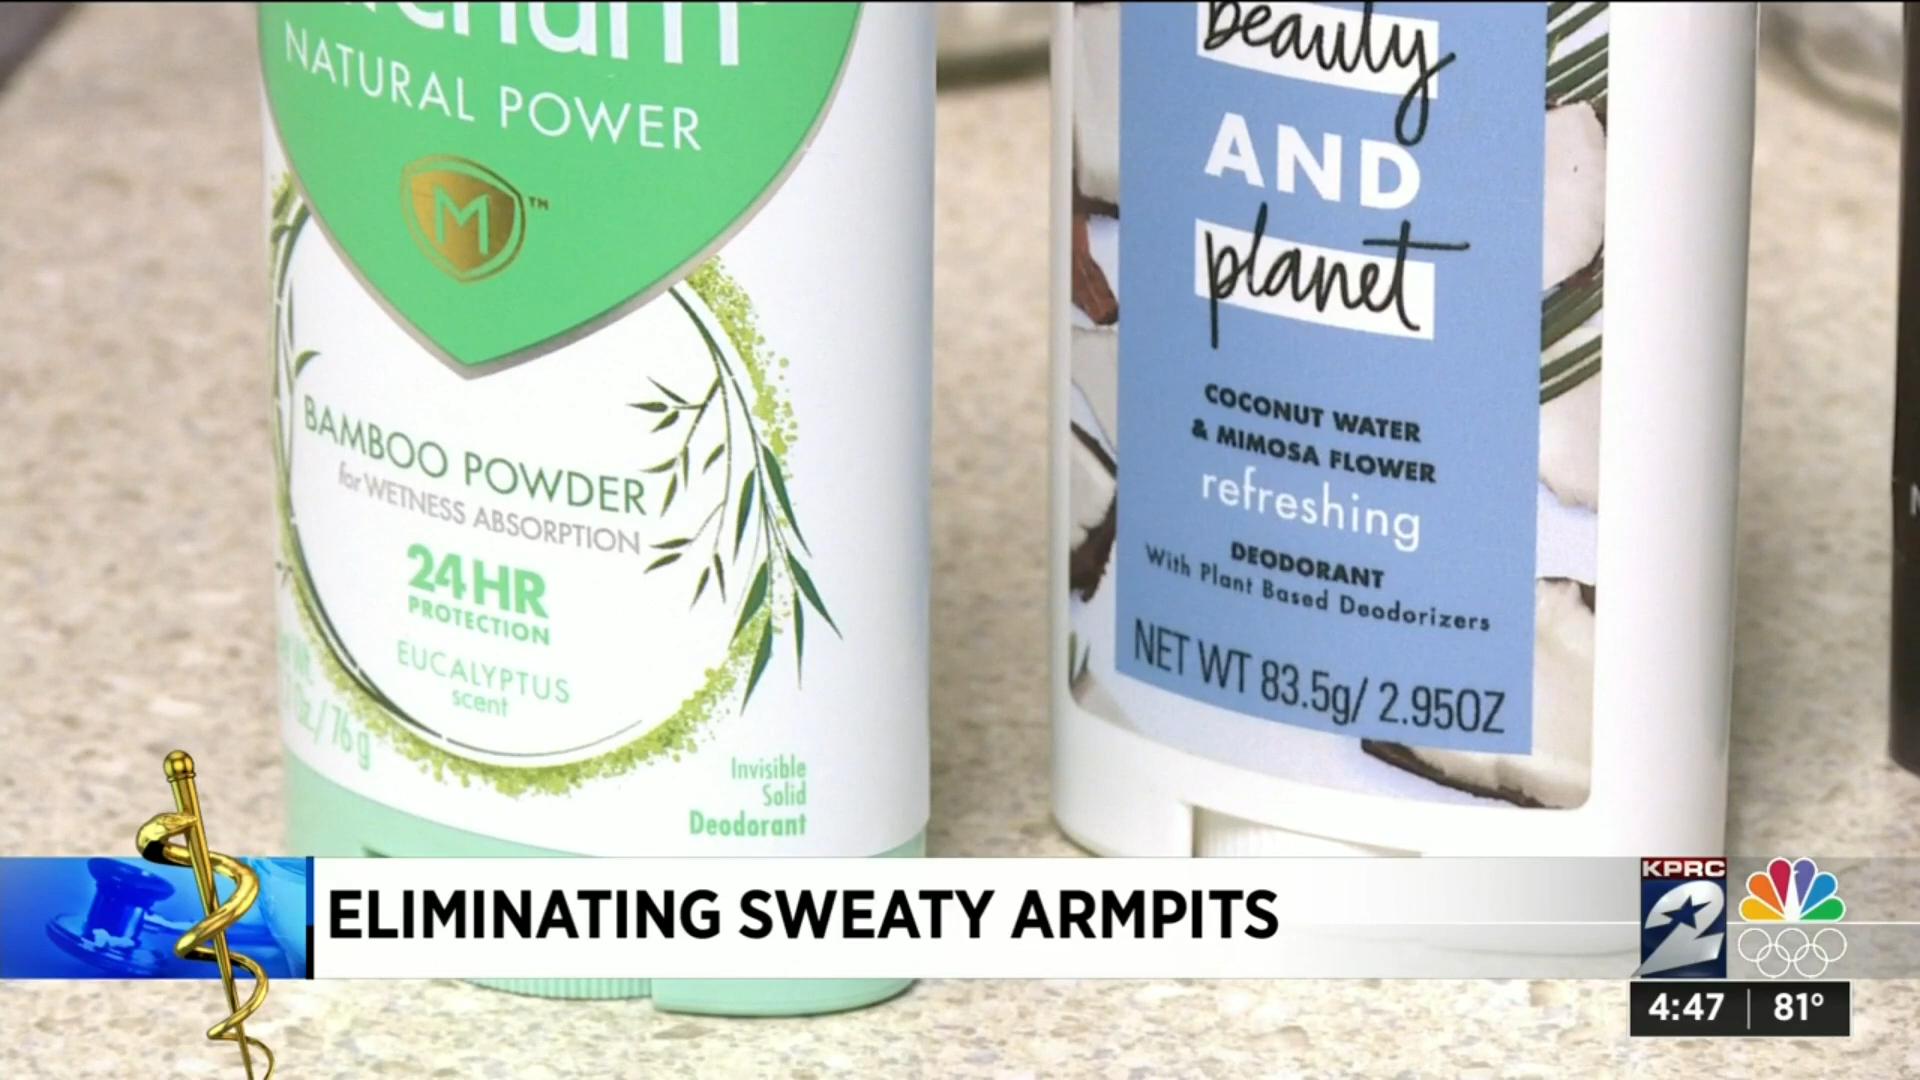 NATURAL POWER
M™
BAMBOO POWDER
for WETNESS ABSORPTION
24HR
PROTECTION
EUCALYPTUS
scent
76g
Invisible
Solid
Deodorant
beauty
AND
planet
COCONUT WATER
& MIMOSA FLOWER
refreshing
DEODORANT
With Plant Based Deodorizers
NET WT 83.5g/ 2.95OZ
ELIMINATING SWEATY ARMPITS
KPRC
2
4:47 | 81°